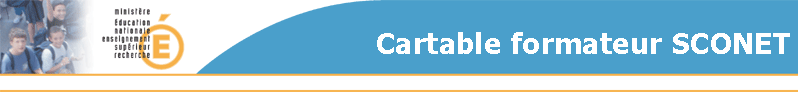 ministère
éducation
nationale
enseignement
supérieur
recherche
É
Cartable formateur SCONET